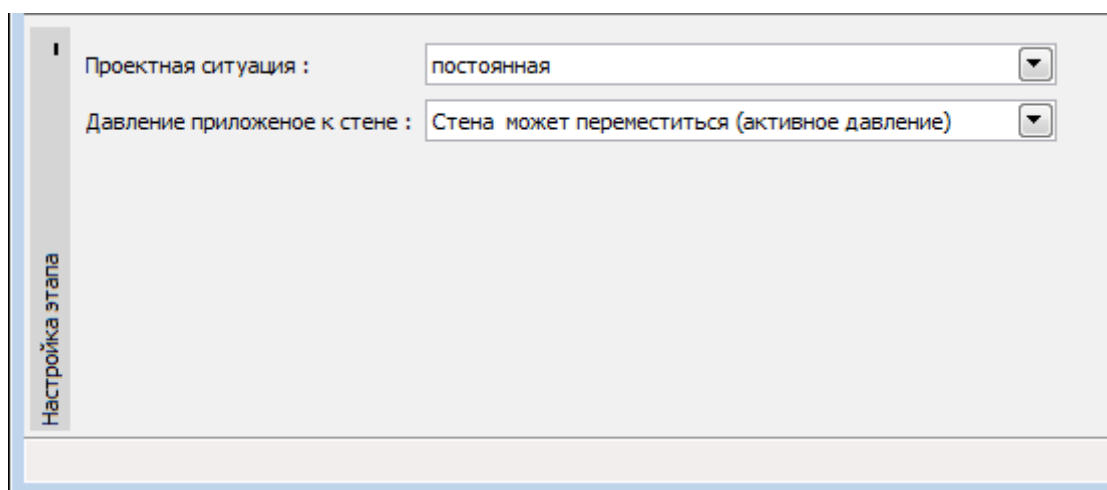 Проектная ситуация :
постоянная
Давление приложеное к стене :
Стена может переместиться (активное давление)
Настройка этапа